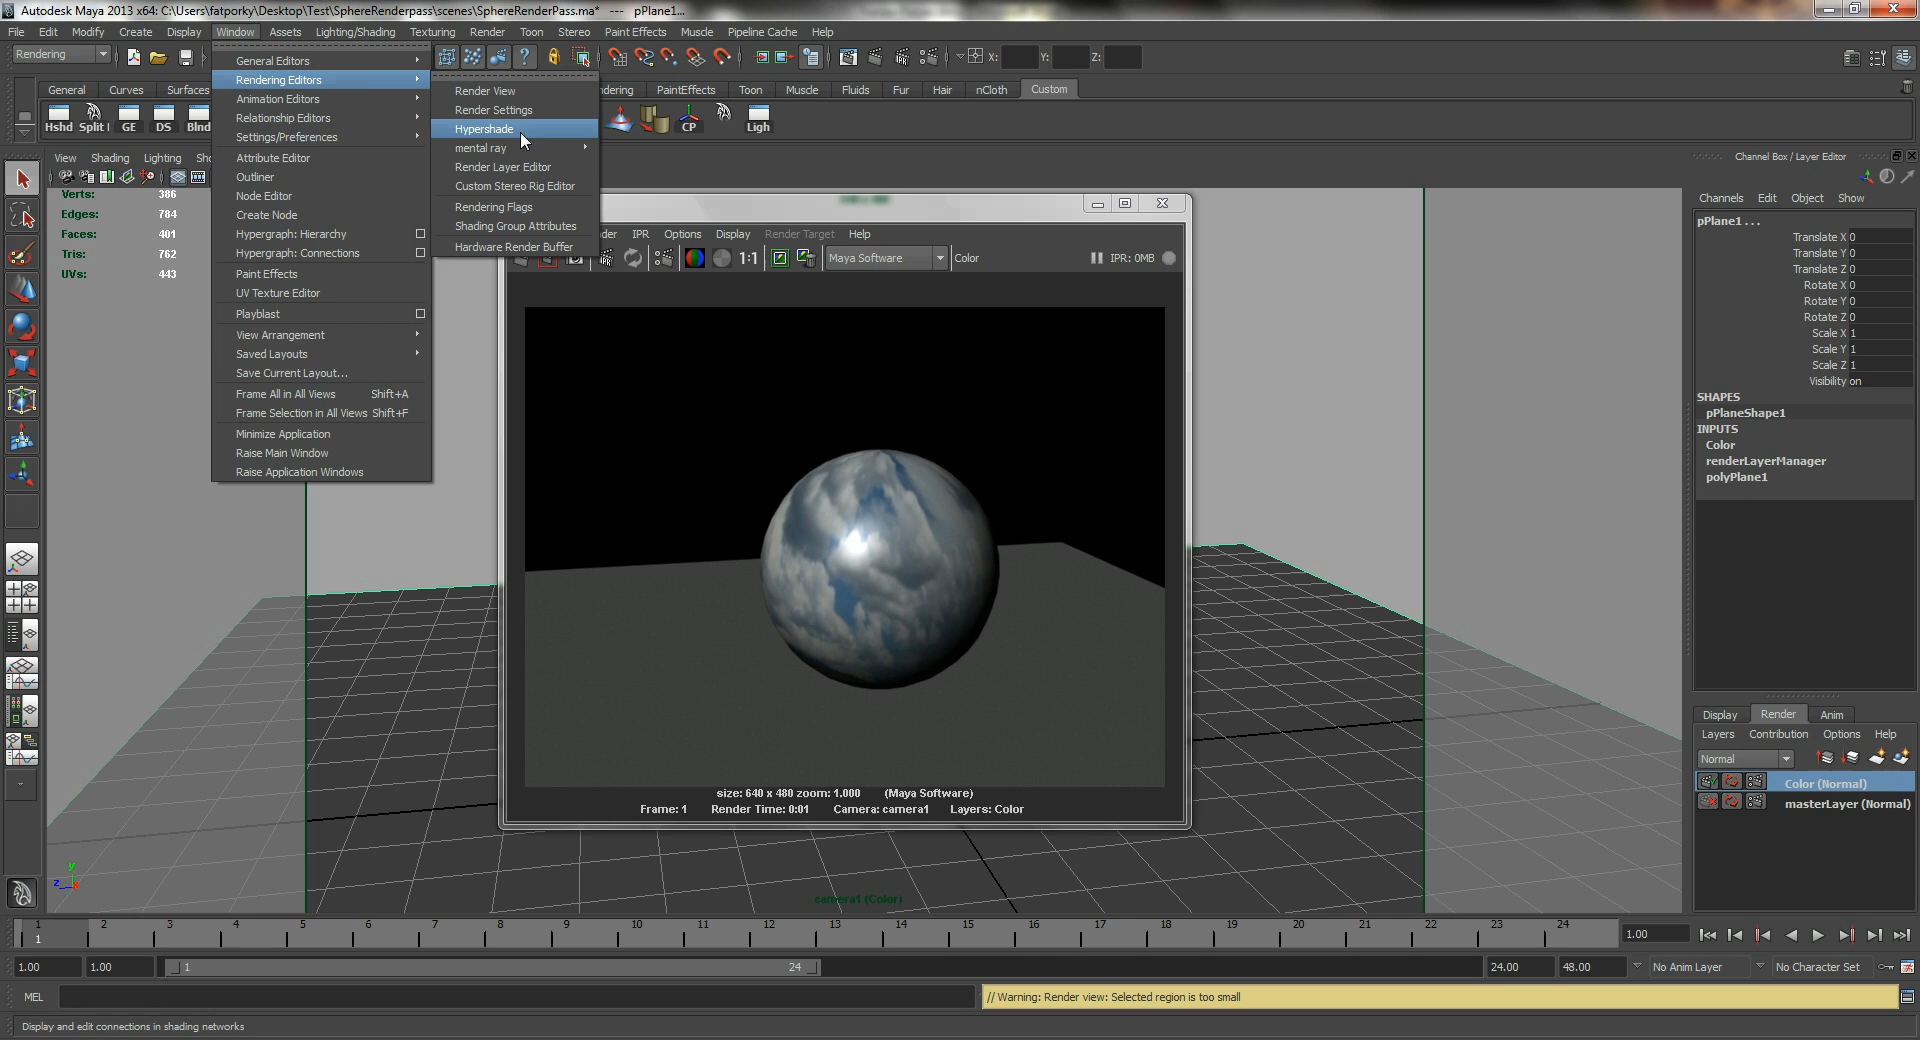 Autodesk Maya 2013 x64: C:\Users\fatporky\Desktop\Test\SphereRenderpass\scenes\SphereRenderPass.ma* --- pPlane1...
File Edit Modify Create Display Window Assets Lighting/Shading Texturing Render Toon Stereo Paint Effects Muscle Pipeline Cache Help
Rendering
X: Y: Z:
General Curves Surfaces
PaintEffects Toon Muscle Fluids Fur Hair nCloth Custom
Hshd Split GE DS Blnd
CP Ligh
View Shading Lighting
Verts: 386
Edges: 784
Faces: 401
Tris: 762
UVs: 443
General Editors
Rendering Editors
Animation Editors
Relationship Editors
Settings/Preferences
Attribute Editor
Outliner
Node Editor
Create Node
Hypergraph: Hierarchy
Hypergraph: Connections
Paint Effects
UV Texture Editor
Playblast
View Arrangement
Saved Layouts
Save Current Layout...
Frame All in All Views Shift+A
Frame Selection in All Views Shift+F
Minimize Application
Raise Main Window
Raise Application Windows
Render View
Render Settings
Hypershade
mental ray
Render Layer Editor
Custom Stereo Rig Editor
Rendering Flags
Shading Group Attributes
Hardware Render Buffer
IPR Options Display Render Target Help
1:1 Maya Software Color IPR: 0MB
size: 640 x 480 zoom: 1.000 (Maya Software)
Frame: 1 Render Time: 0:01 Camera: camera1 Layers: Color
camera1 (Color)
y
z x
Channel Box / Layer Editor
Channels Edit Object Show
pPlane1 ...
Translate X 0
Translate Y 0
Translate Z 0
Rotate X 0
Rotate Y 0
Rotate Z 0
Scale X 1
Scale Y 1
Scale Z 1
Visibility on
SHAPES
pPlaneShape1
INPUTS
Color
renderLayerManager
polyPlane1
Display Render Anim
Layers Contribution Options Help
Normal
Color (Normal)
masterLayer (Normal)
1 2 3 4 5 6 7 8 9 10 11 12 13 14 15 16 17 18 19 20 21 22 23 24
1
1.00
1.00 1.00 1 24 24.00 48.00 No Anim Layer No Character Set
MEL
// Warning: Render view: Selected region is too small
Display and edit connections in shading networks